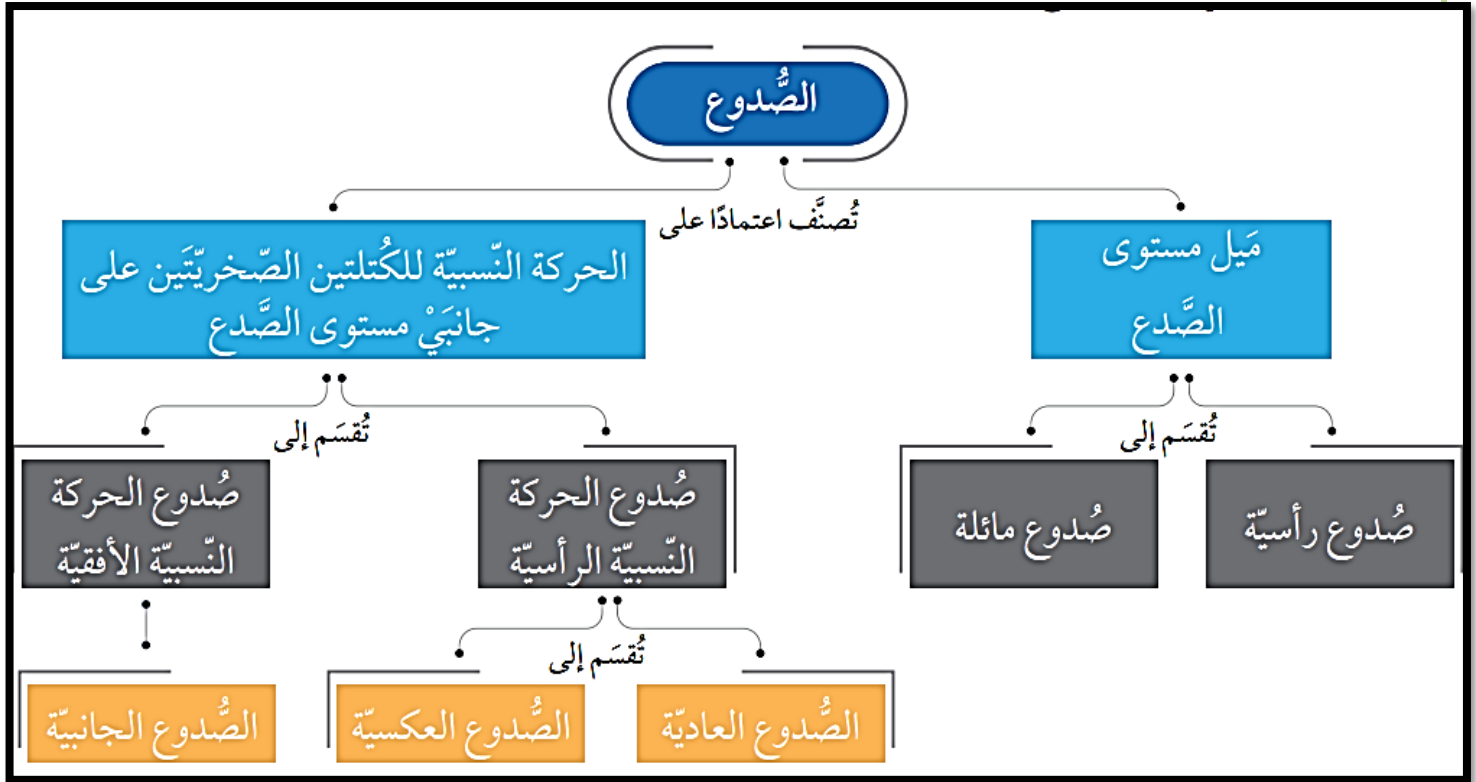 الصُّدوع
تُصنَّف اعتمادًا على
مَيل مستوى
الصَّدع
الحركة النّسبيّة للكُتلتين الصّخريّتَين على
جانبَيْ مستوى الصَّدع
تُقسَم إلى
تُقسَم إلى
صُدوع رأسيّة
صُدوع مائلة
صُدوع الحركة
النّسبيّة الرأسيّة
صُدوع الحركة
النّسبيّة الأفقيّة
تُقسَم إلى
الصُّدوع العاديّة
الصُّدوع العكسيّة
الصُّدوع الجانبيّة